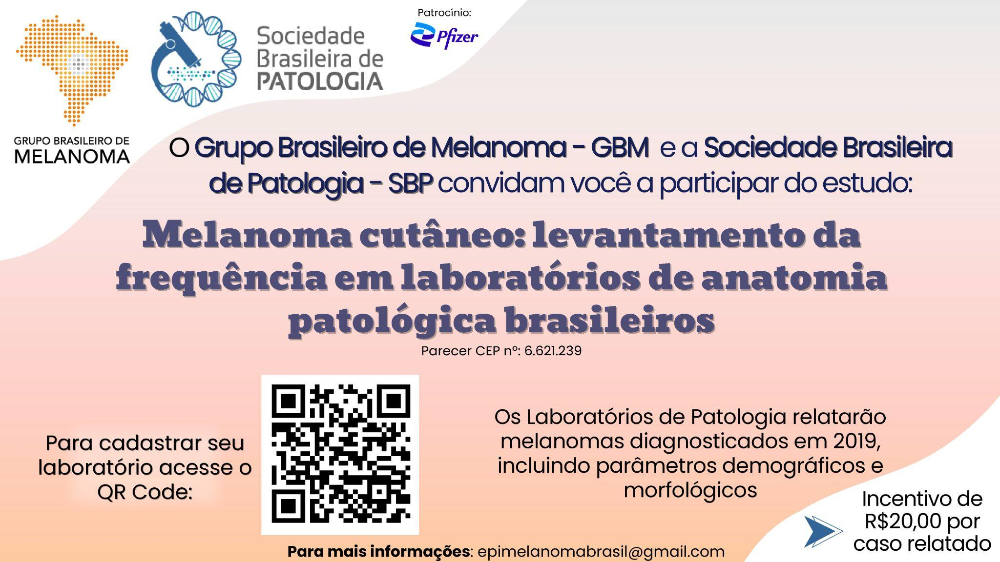 Patrocínio:
Pfizer
Sociedade
Brasileira de
PATOLOGIA
GRUPO BRASILEIRO DE
MELANOMA
O Grupo Brasileiro de Melanoma - GBM e a Sociedade Brasileira
de Patologia - SBP convidam você a participar do estudo:
Melanoma cutâneo: levantamento da
frequência em laboratórios de anatomia
patológica brasileiros
Parecer CEP nº: 6.621.239
Para cadastrar seu
laboratório acesse o
QR Code:
Os Laboratórios de Patologia relatarão
melanomas diagnosticados em 2019,
incluindo parâmetros demográficos e
morfológicos
Incentivo de
R$20,00 por
caso relatado
Para mais informações: epimelanomabrasil@gmail.com